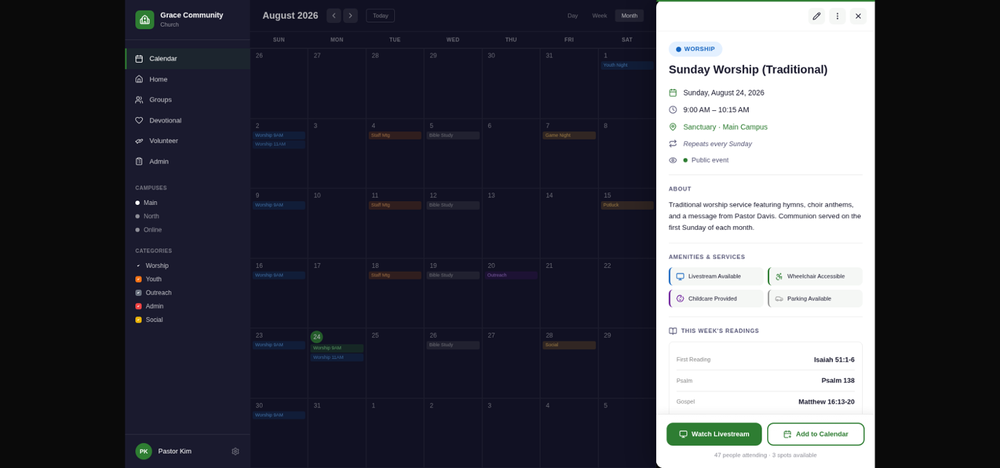 Grace Community
Church
Calendar
Home
Groups
Devotional
Volunteer
Admin
CAMPUSES
Main
North
Online
CATEGORIES
Worship
Youth
Outreach
Admin
Social
PK
Pastor Kim
August 2026
Today
Day
Week
Month
SUN MON TUE WED THU FRI SAT
26 27 28 29 30 31 1
Youth Night
2 3 4 5 6 7 8
Worship 9AM Staff Mtg Bible Study Game Night
Worship 11AM
9 10 11 12 13 14 15
Worship 9AM Staff Mtg Bible Study Potluck
16 17 18 19 20 21 22
Worship 9AM Staff Mtg Bible Study Outreach
23 24 25 26 27 28 29
Worship 9AM Worship 9AM Bible Study Social
Worship 11AM
30 31 1 2 3 4 5
Worship 9AM
WORSHIP
Sunday Worship (Traditional)
Sunday, August 24, 2026
9:00 AM – 10:15 AM
Sanctuary · Main Campus
Repeats every Sunday
Public event
ABOUT
Traditional worship service featuring hymns, choir anthems,
and a message from Pastor Davis. Communion served on the
first Sunday of each month.
AMENITIES & SERVICES
Livestream Available
Wheelchair Accessible
Childcare Provided
Parking Available
THIS WEEK'S READINGS
First Reading Isaiah 51:1-6
Psalm Psalm 138
Gospel Matthew 16:13-20
Watch Livestream
Add to Calendar
47 people attending · 3 spots available